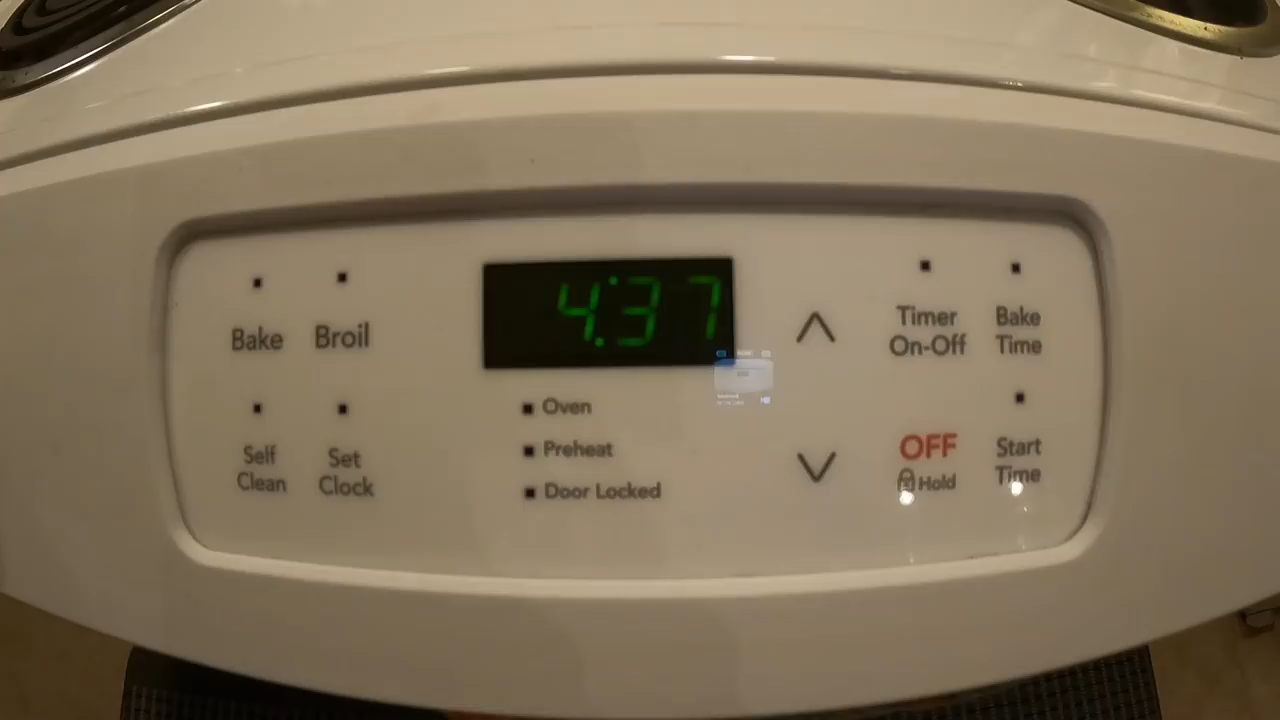 4:37
Bake
Broil
Timer
On-Off
Bake
Time
Oven
Preheat
Door Locked
Self
Clean
Set
Clock
OFF
Hold
Start
Time